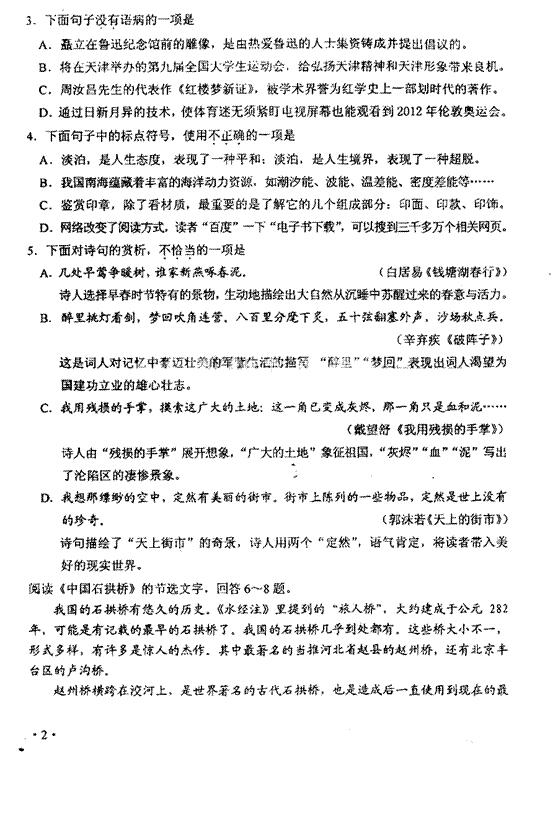 3．下面句子没有语病的一项是
A．矗立在鲁迅纪念馆前的雕像，是由热爱鲁迅的人士集资铸成并提出倡议的。
B．将在天津举办的第九届全国大学生运动会，给弘扬天津精神和天津形象带来良机。
C．周汝昌先生的代表作《红楼梦新证》，被学术界誉为红学史上一部划时代的著作。
D．通过日新月异的技术，使体育迷无须紧盯电视屏幕也能观看到2012年伦敦奥运会。
4．下面句子中的标点符号，使用不正确的一项是
A．淡泊，是人生态度，表现了一种平和；淡泊，是人生境界，表现了一种超脱。
B．我国南海蕴藏着丰富的海洋动力资源，如潮汐能、波能、温差能、密度差能等……
C．鉴赏印章，除了看材质，最重要的是了解它的几个组成部分：印面、印款、印饰。
D．网络改变了阅读方式，读者“百度”一下“电子书下载”，可以搜到三千多万个相关网页。
5．下面对诗句的赏析，不恰当的一项是
A．几处早莺争暖树，谁家新燕啄春泥。 （白居易《钱塘湖春行》）
诗人选择早春时节特有的景物，生动地描绘出大自然从沉睡中苏醒过来的春意与活力。
B．醉里挑灯看剑，梦回吹角连营。八百里分麾下炙，五十弦翻塞外声，沙场秋点兵。
（辛弃疾《破阵子》）
这是词人对记忆中豪迈壮美的军营生活的描写，“醉里”“梦回”表现出词人渴望为
国建功立业的雄心壮志。
C．我用残损的手掌，摸索这广大的土地：这一角已变成灰烬，那一角只是血和泥……
（戴望舒《我用残损的手掌》）
诗人由“残损的手掌”展开想象，“广大的土地”象征祖国，“灰烬”“血”“泥”写出
了沦陷区的凄惨景象。
D．我想那缥缈的空中，定然有美丽的街市。街市上陈列的一些物品，定然是世上没有
的珍奇。 （郭沫若《天上的街市》）
诗句描绘了“天上街市”的奇景，诗人用两个“定然”，语气肯定，将读者带入美
好的现实世界。
阅读《中国石拱桥》的节选文字，回答6～8题。
我国的石拱桥有悠久的历史。《水经注》里提到的“旅人桥”，大约建成于公元 282
年，可能是有记载的最早的石拱桥了。我国的石拱桥几乎到处都有。这些桥大小不一，
形式多样，有许多是惊人的杰作。其中最著名的当推河北省赵县的赵州桥，还有北京丰
台区的卢沟桥。
赵州桥横跨在洨河上，是世界著名的古代石拱桥，也是造成后一直使用到现在的最
·2·